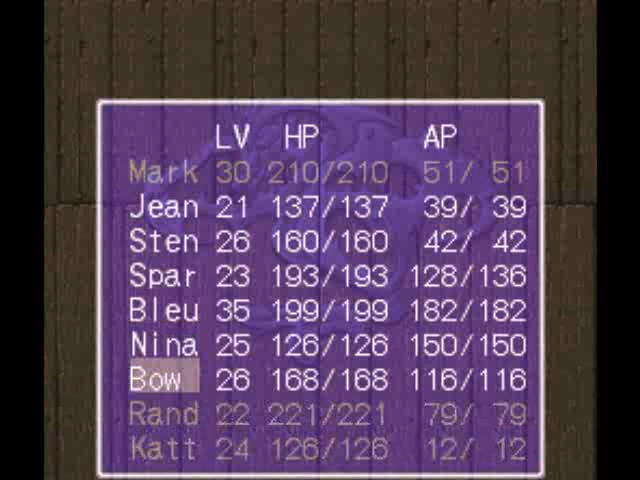 LV HP AP
Mark 30 210/210 51/ 51
Jean 21 137/137 39/ 39
Sten 26 160/160 42/ 42
Spar 23 193/193 128/136
Bleu 35 199/199 182/182
Nina 25 126/126 150/150
Bow 26 168/168 116/116
Rand 22 221/221 79/ 79
Katt 24 126/126 12/ 12